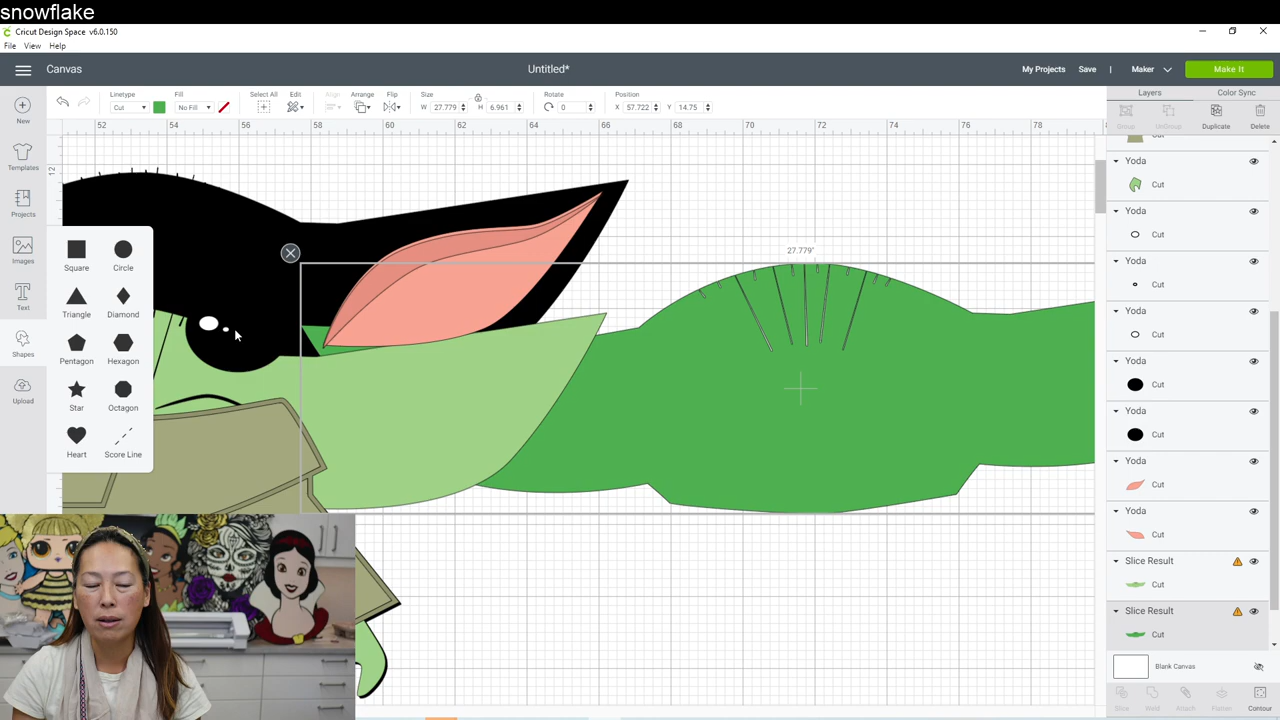 snowflake
Cricut Design Space v6.0.150
File View Help
Canvas
Untitled*
My Projects Save | Maker Make It
Linetype Fill Select All Edit Align Arrange Flip Size Rotate Position
Cut No Fill W 27.779 H 6.961 0 X 57.722 Y 14.75
Layers Color Sync
Group UnGroup Duplicate Delete
52 54 56 58 60 62 64 66 68 70 72 74 76 78
12
New
Templates
Projects
Images
Text
Shapes
Upload
Square Circle
Triangle Diamond
Pentagon Hexagon
Star Octagon
Heart Score Line
27.779"
Cut
Yoda
Cut
Yoda
Cut
Yoda
Cut
Yoda
Cut
Yoda
Cut
Yoda
Cut
Yoda
Cut
Yoda
Cut
Slice Result
Cut
Slice Result
Cut
Blank Canvas
Slice Weld Attach Flatten Contour